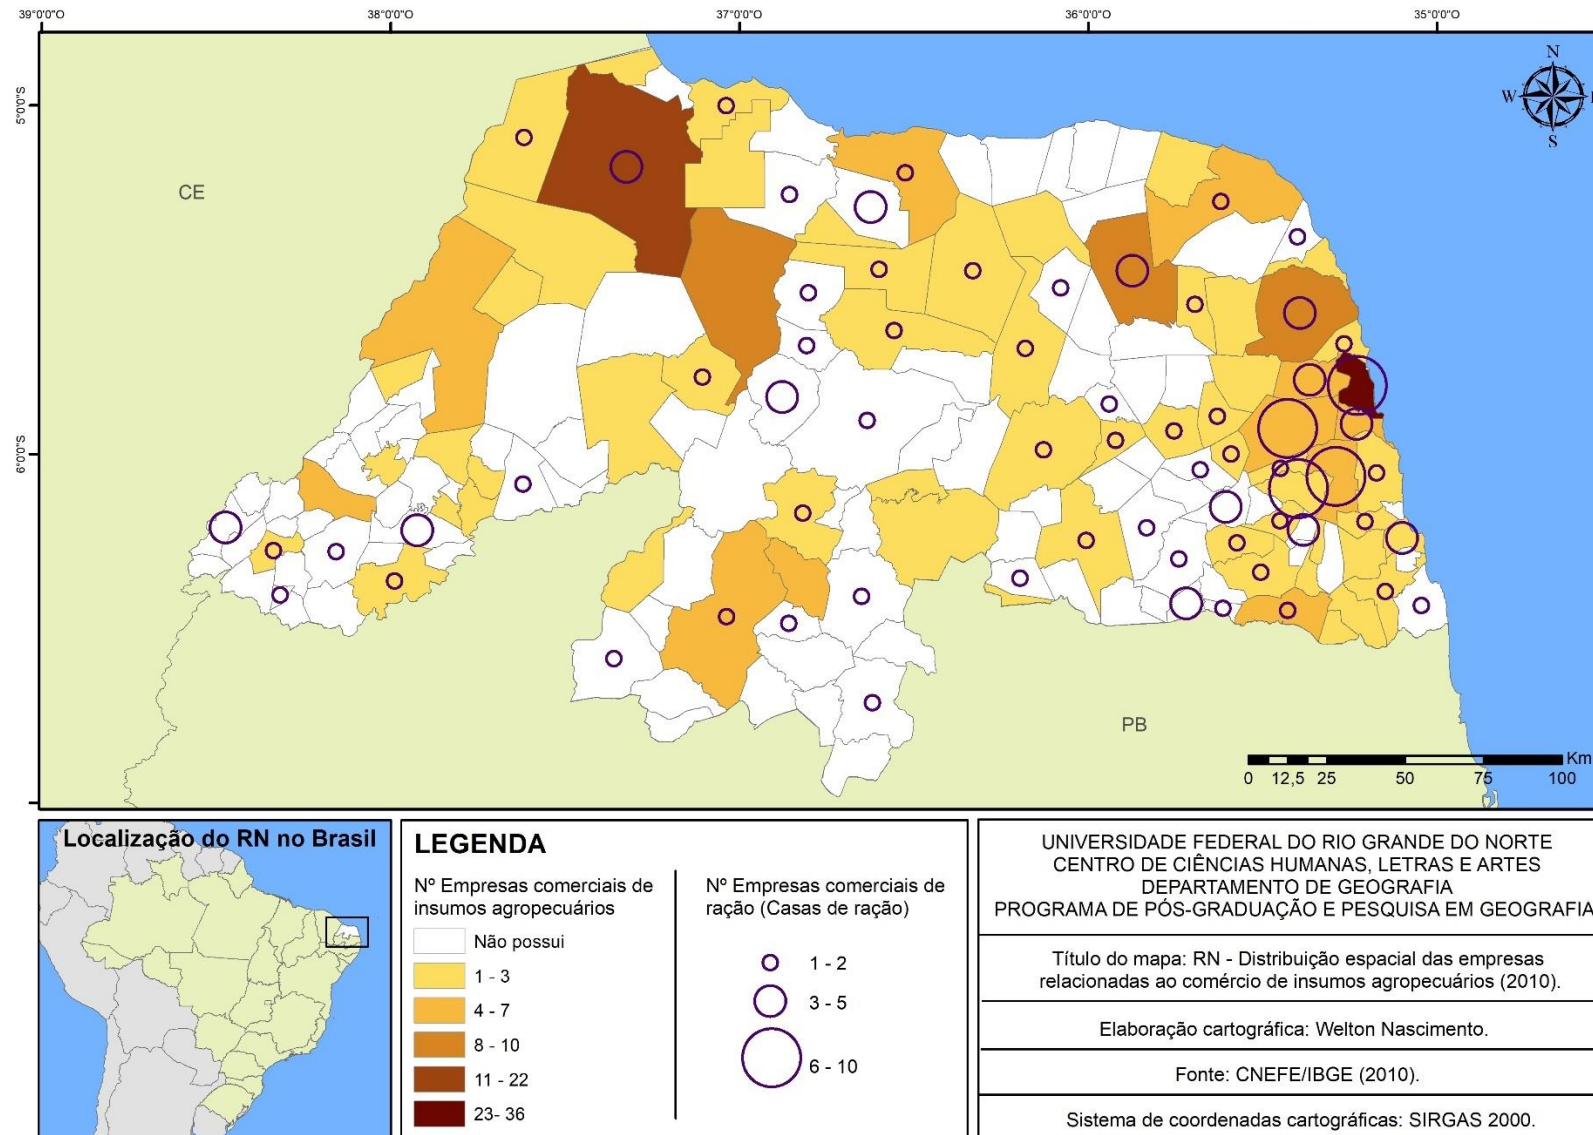 39°0'0"O
38°0'0"O
37°0'0"O
36°0'0"O
35°0'0"O
5°0'0"S
6°0'0"S
N
W
S
CE
PB
Km
0 12,5 25 50 75 100
Localização do RN no Brasil
LEGENDA
Nº Empresas comerciais de
insumos agropecuários
Não possui
1 - 3
4 - 7
8 - 10
11 - 22
23- 36
Nº Empresas comerciais de
ração (Casas de ração)
1 - 2
3 - 5
6 - 10
UNIVERSIDADE FEDERAL DO RIO GRANDE DO NORTE
CENTRO DE CIÊNCIAS HUMANAS, LETRAS E ARTES
DEPARTAMENTO DE GEOGRAFIA
PROGRAMA DE PÓS-GRADUAÇÃO E PESQUISA EM GEOGRAFIA
Título do mapa: RN - Distribuição espacial das empresas
relacionadas ao comércio de insumos agropecuários (2010).
Elaboração cartográfica: Welton Nascimento.
Fonte: CNEFE/IBGE (2010).
Sistema de coordenadas cartográficas: SIRGAS 2000.